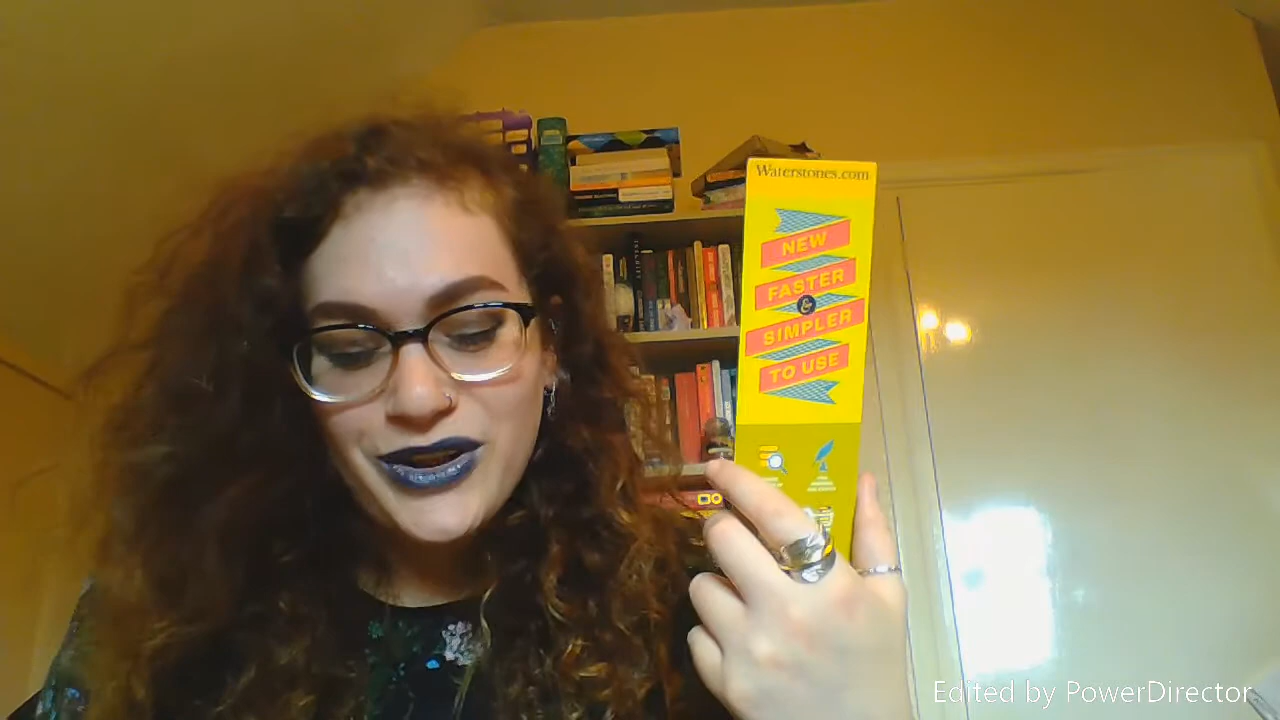 Waterstones.com
NEW
FASTER
&
SIMPLER
TO USE
Edited by PowerDirector